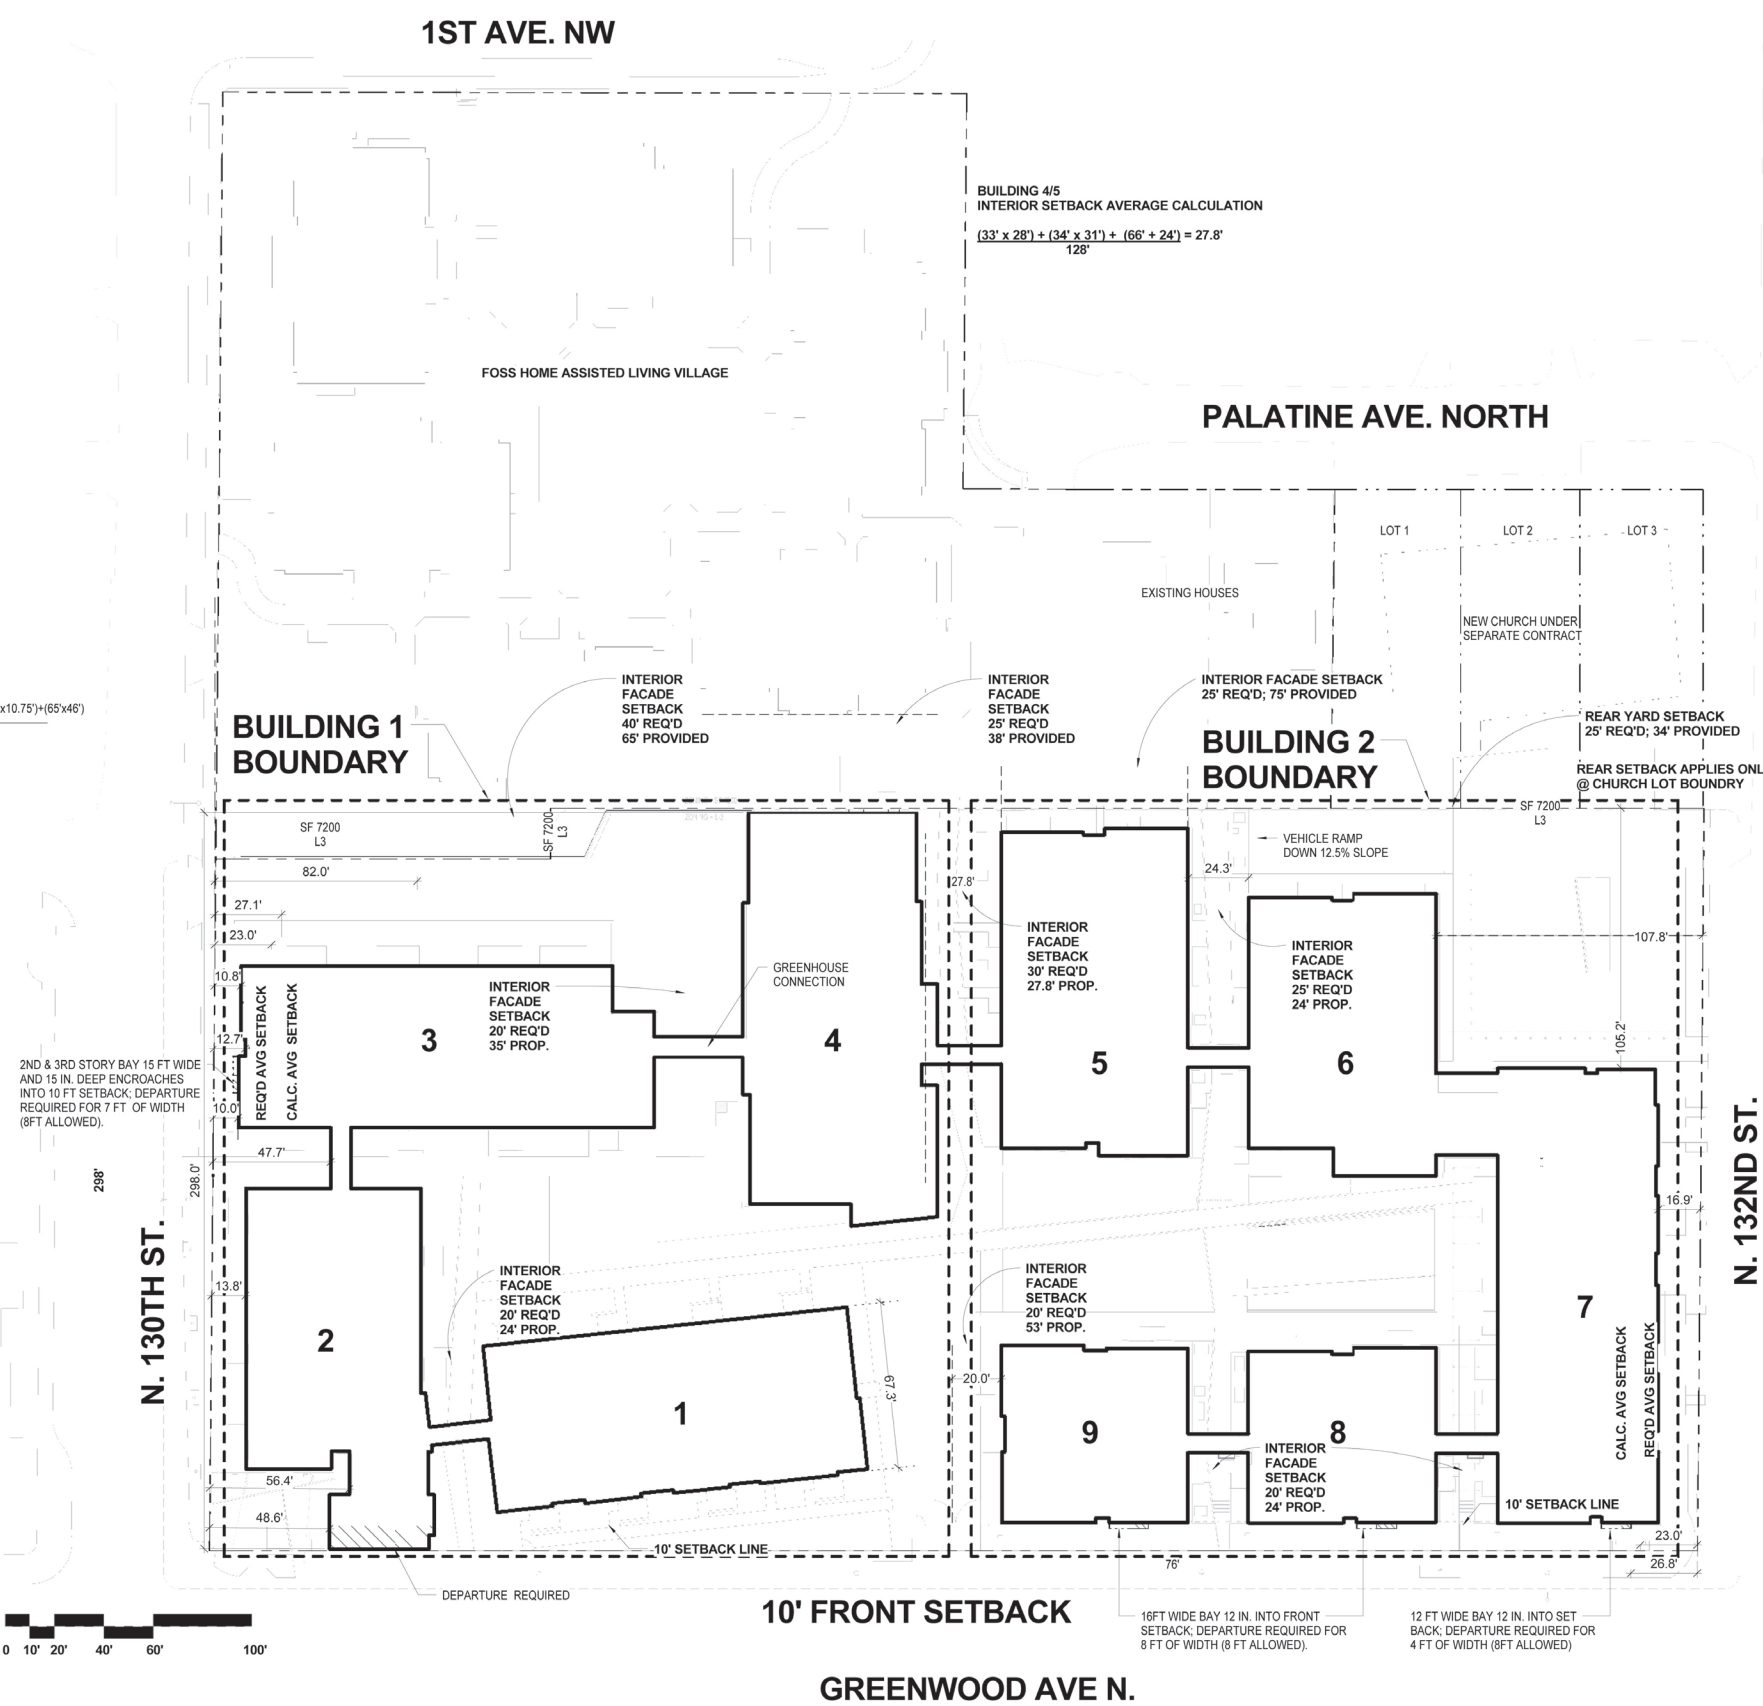 1ST AVE. NW
BUILDING 4/5
INTERIOR SETBACK AVERAGE CALCULATION
(33' x 28') + (34' x 31') + (66' + 24') = 27.8'
128'
FOSS HOME ASSISTED LIVING VILLAGE
PALATINE AVE. NORTH
LOT 1
LOT 2
LOT 3
EXISTING HOUSES
NEW CHURCH UNDER
SEPARATE CONTRACT
x10.75')+(65'x46')
BUILDING 1
BOUNDARY
INTERIOR
FACADE
SETBACK
40' REQ'D
65' PROVIDED
INTERIOR
FACADE
SETBACK
25' REQ'D
38' PROVIDED
INTERIOR FACADE SETBACK
25' REQ'D; 75' PROVIDED
BUILDING 2
BOUNDARY
REAR YARD SETBACK
25' REQ'D; 34' PROVIDED
REAR SETBACK APPLIES ONL
@ CHURCH LOT BOUNDRY
SF 7200
L3
SF 7200
L3
SF 7200
L3
VEHICLE RAMP
DOWN 12.5% SLOPE
82.0'
27.8'
24.3'
27.1'
23.0'
107.8'
10.8'
INTERIOR
FACADE
SETBACK
30' REQ'D
27.8' PROP.
INTERIOR
FACADE
SETBACK
25' REQ'D
24' PROP.
GREENHOUSE
CONNECTION
INTERIOR
FACADE
SETBACK
20' REQ'D
35' PROP.
REQ'D AVG SETBACK
CALC. AVG SETBACK
12.7'
3
4
5
6
105.2'
2ND & 3RD STORY BAY 15 FT WIDE
AND 15 IN. DEEP ENCROACHES
INTO 10 FT SETBACK; DEPARTURE
REQUIRED FOR 7 FT OF WIDTH
(8FT ALLOWED).
10.0'
47.7'
298'
298.0'
16.9'
N. 130TH ST.
N. 132ND ST.
13.8'
INTERIOR
FACADE
SETBACK
20' REQ'D
24' PROP.
INTERIOR
FACADE
SETBACK
20' REQ'D
53' PROP.
2
7
CALC. AVG SETBACK
REQ'D AVG SETBACK
67.3'
20.0'
1
9
8
INTERIOR
FACADE
SETBACK
20' REQ'D
24' PROP.
56.4'
48.6'
10' SETBACK LINE
10' SETBACK LINE
23.0'
26.8'
76'
DEPARTURE REQUIRED
10' FRONT SETBACK
16FT WIDE BAY 12 IN. INTO FRONT
SETBACK; DEPARTURE REQUIRED FOR
8 FT OF WIDTH (8 FT ALLOWED).
12 FT WIDE BAY 12 IN. INTO SET
BACK; DEPARTURE REQUIRED FOR
4 FT OF WIDTH (8FT ALLOWED)
0 10' 20' 40' 60' 100'
GREENWOOD AVE N.